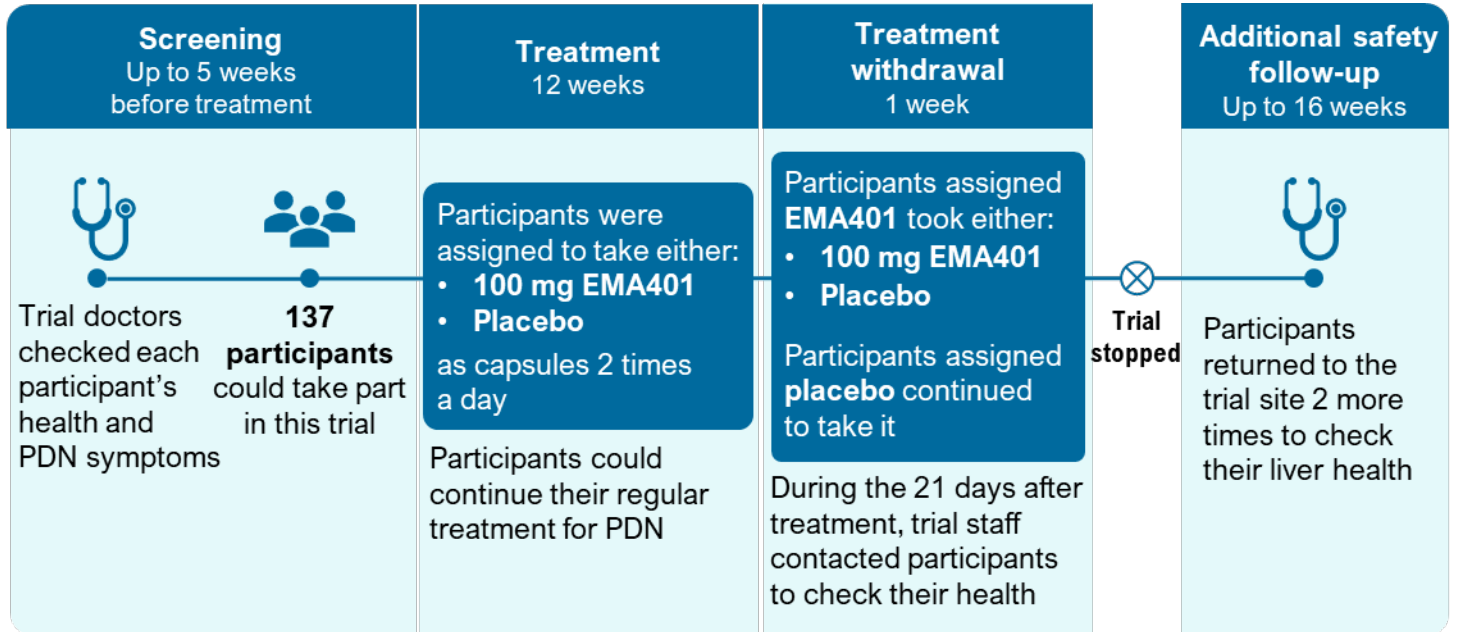 Screening
Up to 5 weeks
before treatment
Trial doctors
checked each
participant's
health and
PDN symptoms
137
participants
could take part
in this trial
Treatment
12 weeks
Participants were
assigned to take either:
• 100 mg EMA401
• Placebo
as capsules 2 times
a day
Participants could
continue their regular
treatment for PDN
Treatment
withdrawal
1 week
Participants assigned
EMA401 took either:
• 100 mg EMA401
• Placebo
Participants assigned
placebo continued
to take it
During the 21 days after
treatment, trial staff
contacted participants
to check their health
Trial
stopped
Additional safety
follow-up
Up to 16 weeks
Participants
returned to the
trial site 2 more
times to check
their liver health